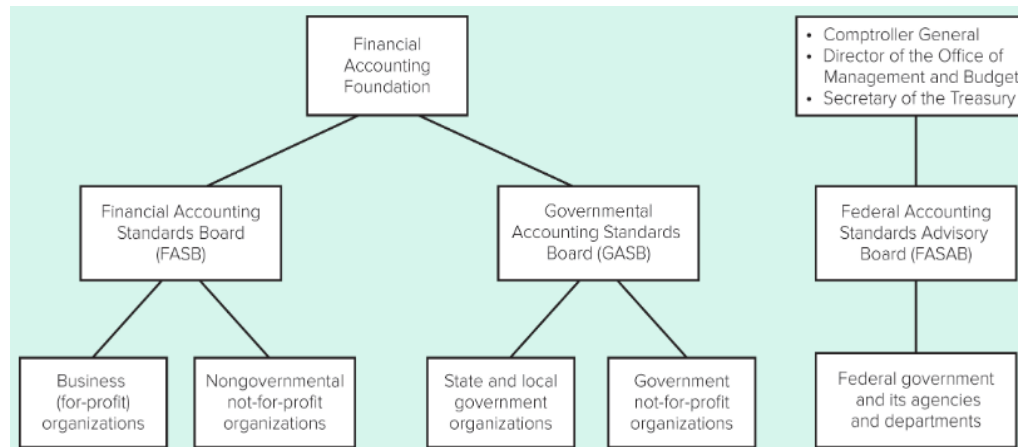 Financial
Accounting
Foundation
• Comptroller General
• Director of the Office of
Management and Budget
• Secretary of the Treasury
Financial Accounting
Standards Board
(FASB)
Governmental
Accounting Standards
Board (GASB)
Federal Accounting
Standards Advisory
Board (FASAB)
Business
(for-profit)
organizations
Nongovernmental
not-for-profit
organizations
State and local
government
organizations
Government
not-for-profit
organizations
Federal government
and its agencies
and departments